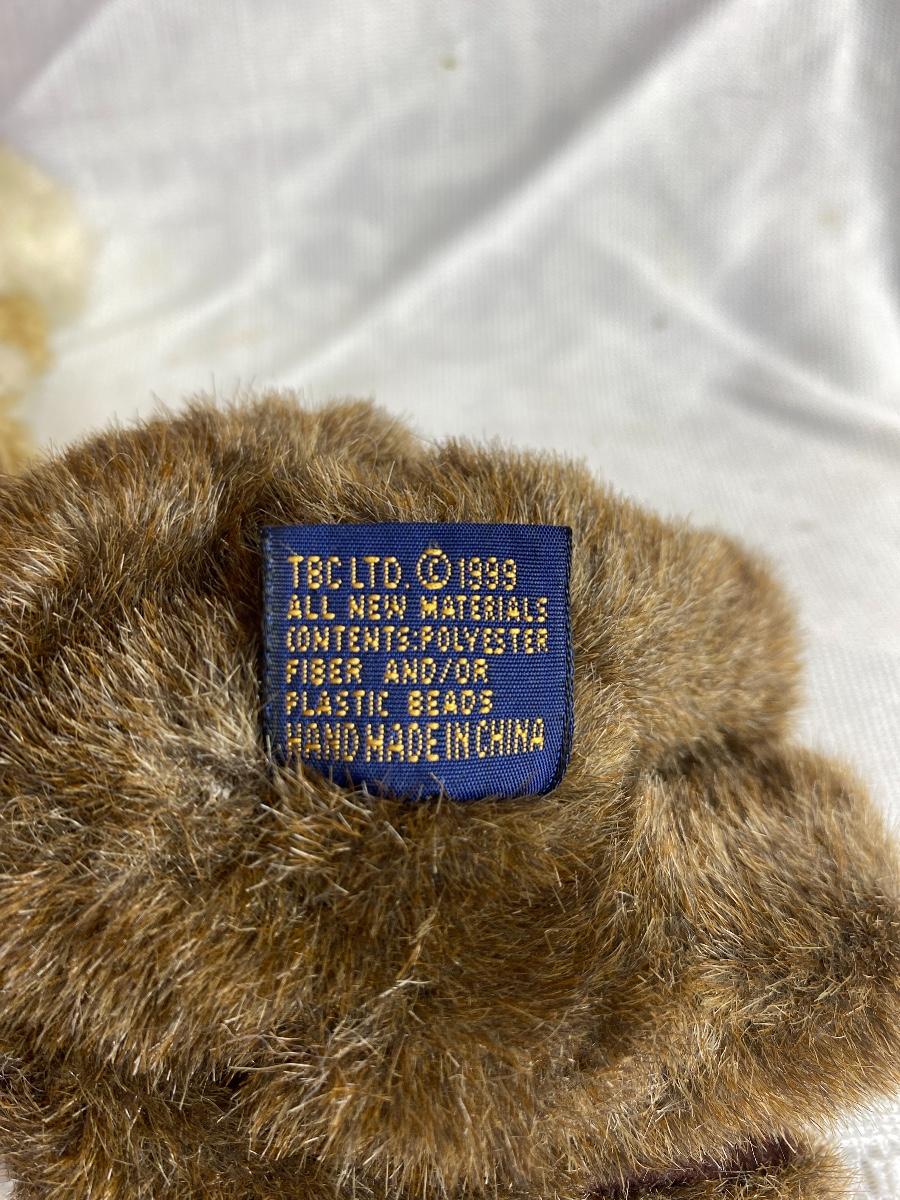 TBC LTD. © 1999
ALL NEW MATERIALS
CONTENTS:POLYESTER
FIBER AND/OR
PLASTIC BEADS
HAND MADE IN CHINA